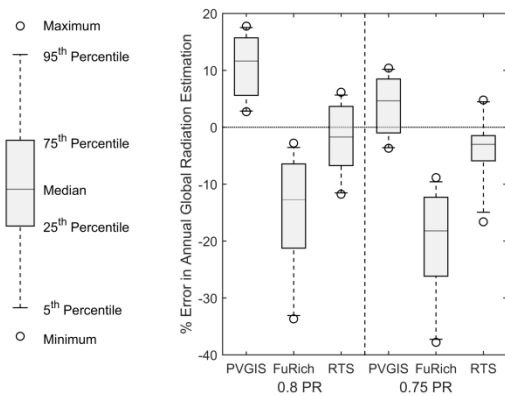 Maximum
95th Percentile
75th Percentile
Median
25th Percentile
5th Percentile
Minimum
% Error in Annual Global Radiation Estimation
20
10
0
-10
-20
-30
-40
PVGIS FuRich RTS PVGIS FuRich RTS
0.8 PR 0.75 PR